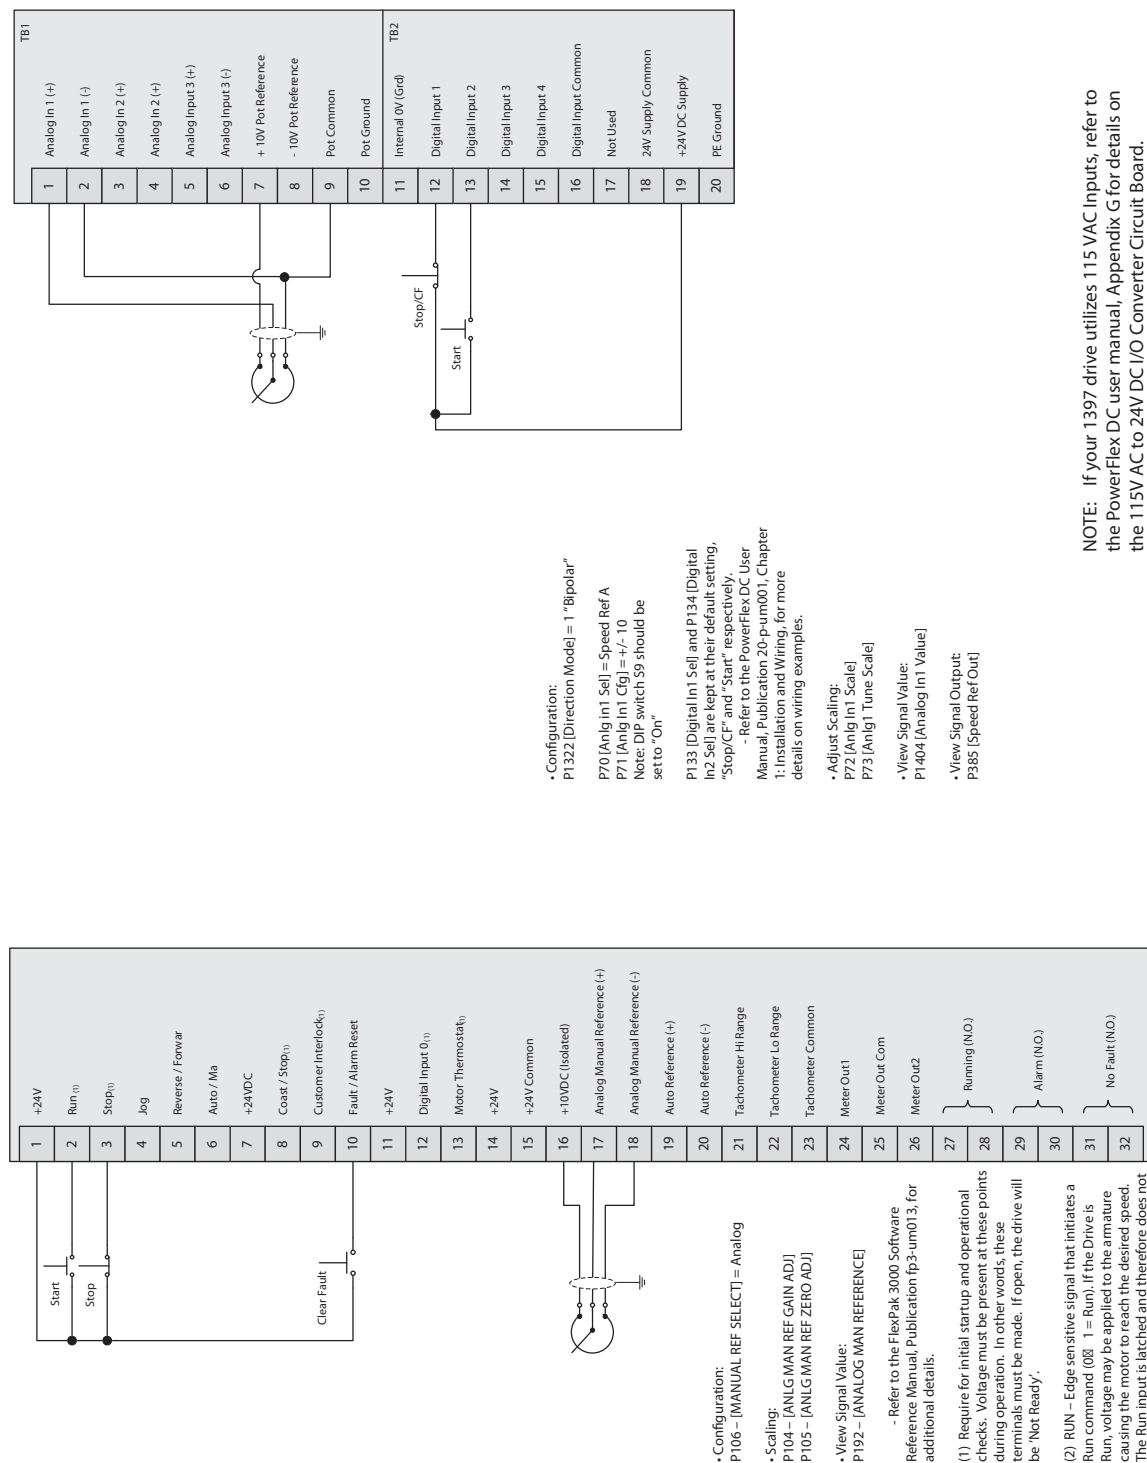 Start
Stop
Clear Fault
1 +24V
2 Run (1)
3 Stop(1)
4 Jog
5 Reverse / Forwar
6 Auto / Ma
7 +24VDC
8 Coast / Stop(1)
9 Customer Interlock(1)
10 Fault / Alarm Reset
11 +24V
12 Digital Input 0(1)
13 Motor Thermostat(1)
14 +24V
15 +24V Common
16 +10VDC (Isolated)
17 Analog Manual Reference (+)
18 Analog Manual Reference (-)
19 Auto Reference (+)
20 Auto Reference (-)
21 Tachometer Hi Range
22 Tachometer Lo Range
23 Tachometer Common
24 Meter Out1
25 Meter Out Com
26 Meter Out2
27
28
Running (N.O.)
29
30
Alarm (N.O.)
31
32
No Fault (N.O.)
• Configuration:
P106 – [MANUAL REF SELECT] = Analog
• Scaling:
P104 – [ANLG MAN REF GAIN ADJ]
P105 – [ANLG MAN REF ZERO ADJ]
• View Signal Value:
P192 – [ANALOG MAN REFERENCE]
- Refer to the FlexPak 3000 Software
Reference Manual, Publication fp3-um013, for
additional details.
(1) Require for initial startup and operational
checks. Voltage must be present at these points
during operation. In other words, these
terminals must be made. If open, the drive will
be 'Not Ready'.
(2) RUN – Edge sensitive signal that initiates a
Run command (0 1 = Run). If the Drive is
Run, voltage may be applied to the armature
causing the motor to reach the desired speed.
The Run input is latched and therefore does not
TB1
1 Analog In 1 (+)
2 Analog In 1 (-)
3 Analog In 2 (+)
4 Analog In 2 (+)
5 Analog Input 3 (+)
6 Analog Input 3 (-)
7 + 10V Pot Reference
8 - 10V Pot Reference
9 Pot Common
10 Pot Ground
TB2
11 Internal 0V (Grd)
12 Digital Input 1
13 Digital Input 2
14 Digital Input 3
15 Digital Input 4
16 Digital Input Common
17 Not Used
18 24V Supply Common
19 +24V DC Supply
20 PE Ground
Stop/CF
Start
• Configuration:
P1322 [Direction Mode] = 1 "Bipolar"
P70 [Anlg in1 Sel] = Speed Ref A
P71 [Anlg In1 Cfg] = +/- 10
Note: DIP switch S9 should be
set to "On"
P133 [Digital In1 Sel] and P134 [Digital
In2 Sel] are kept at their default setting,
"Stop/CF" and "Start" respectively.
- Refer to the PowerFlex DC User
Manual, Publication 20-p-um001, Chapter
1: Installation and Wiring, for more
details on wiring examples.
• Adjust Scaling:
P72 [Anlg In1 Scale]
P73 [Anlg1 Tune Scale]
• View Signal Value:
P1404 [Analog In1 Value]
• View Signal Output:
P385 [Speed Ref Out]
NOTE: If your 1397 drive utilizes 115 VAC Inputs, refer to
the PowerFlex DC user manual, Appendix G for details on
the 115V AC to 24V DC I/O Converter Circuit Board.